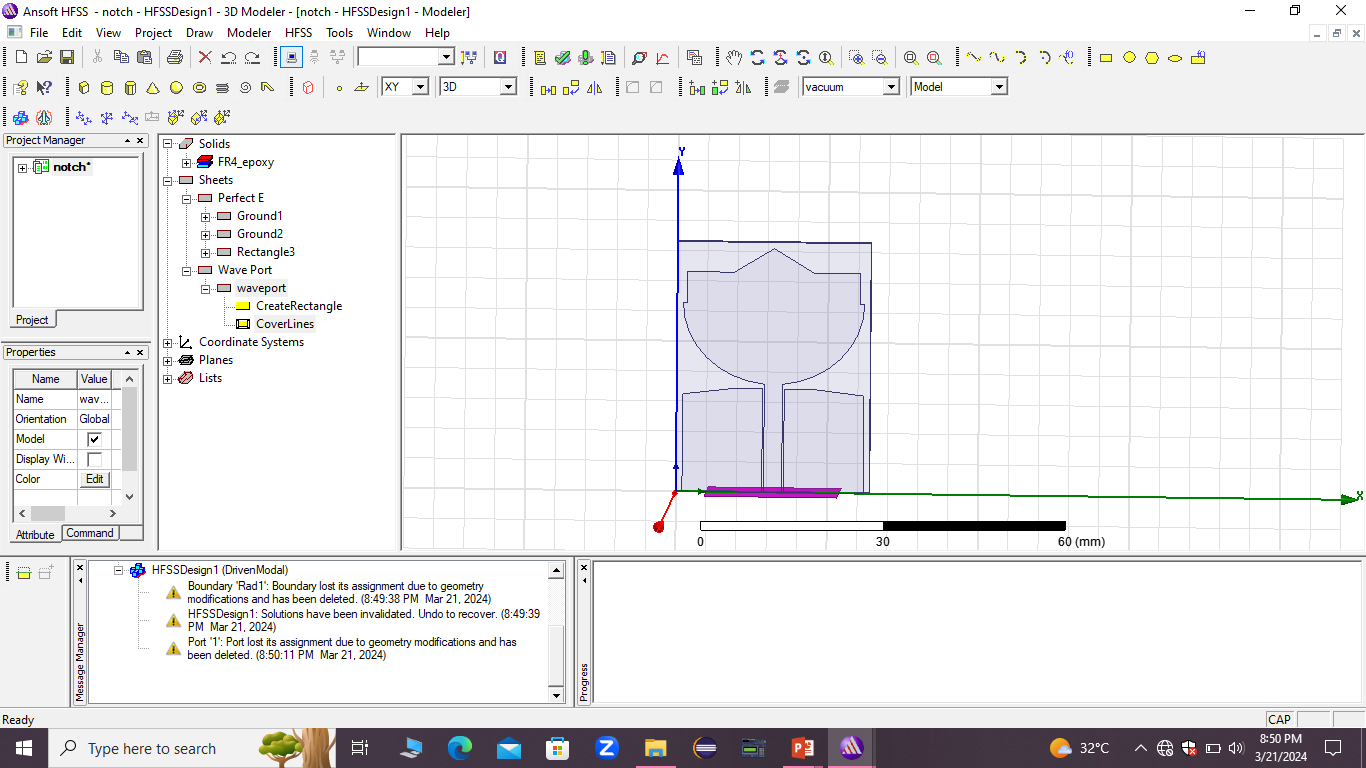 Ansoft HFSS - notch - HFSSDesign1 - 3D Modeler - [notch - HFSSDesign1 - Modeler]
File Edit View Project Draw Modeler HFSS Tools Window Help
XY 3D vacuum Model
Project Manager
notch*
Project
Properties
Name Value
Name wav...
Orientation Global
Model
Display Wi...
Color Edit
Attribute Command
Solids
FR4_epoxy
Sheets
Perfect E
Ground1
Ground2
Rectangle3
Wave Port
waveport
CreateRectangle
CoverLines
Coordinate Systems
Planes
Lists
Y
X
0 30 60 (mm)
Message Manager
HFSSDesign1 (DrivenModal)
Boundary 'Rad1': Boundary lost its assignment due to geometry
modifications and has been deleted. (8:49:38 PM Mar 21, 2024)
HFSSDesign1: Solutions have been invalidated. Undo to recover. (8:49:39
PM Mar 21, 2024)
Port '1': Port lost its assignment due to geometry modifications and has
been deleted. (8:50:11 PM Mar 21, 2024)
Progress
Ready
CAP
Type here to search
32°C
8:50 PM
3/21/2024